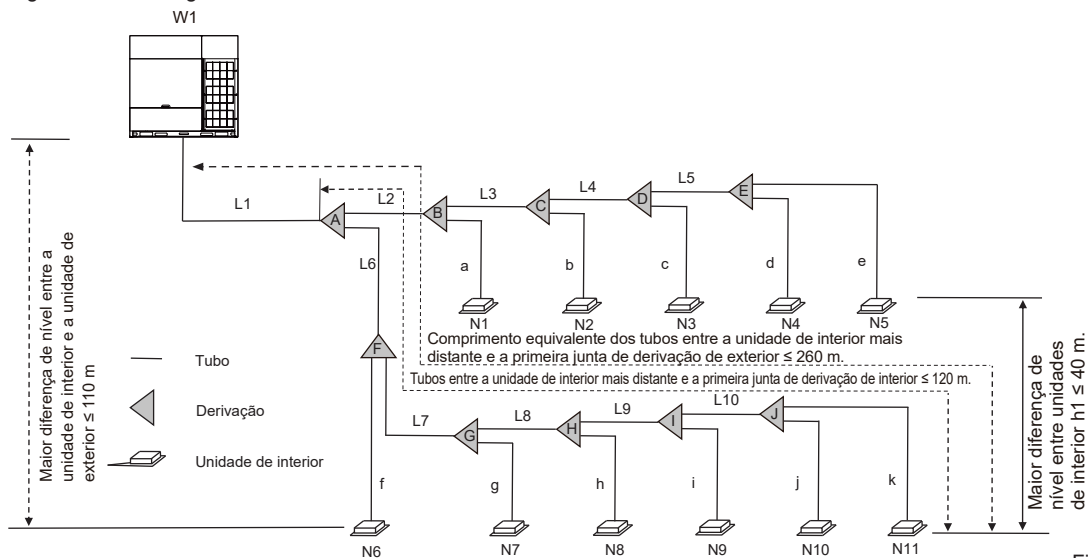 W1
L1
L2
L3
L4
L5
A
B
C
D
E
L6
a
b
c
d
e
N1
N2
N3
N4
N5
F
Comprimento equivalente dos tubos entre a unidade de interior mais
distante e a primeira junta de derivação de exterior ≤ 260 m.
Tubos entre a unidade de interior mais distante e a primeira junta de derivação de interior ≤ 120 m.
L7
L8
L9
L10
G
H
I
J
f
g
h
i
j
k
N6
N7
N8
N9
N10
N11
Tubo
Derivação
Unidade de interior
Maior diferença de nível entre a
unidade de interior e a unidade de
exterior ≤ 110 m
Maior diferença de
nível entre unidades
de interior h1 ≤ 40 m.